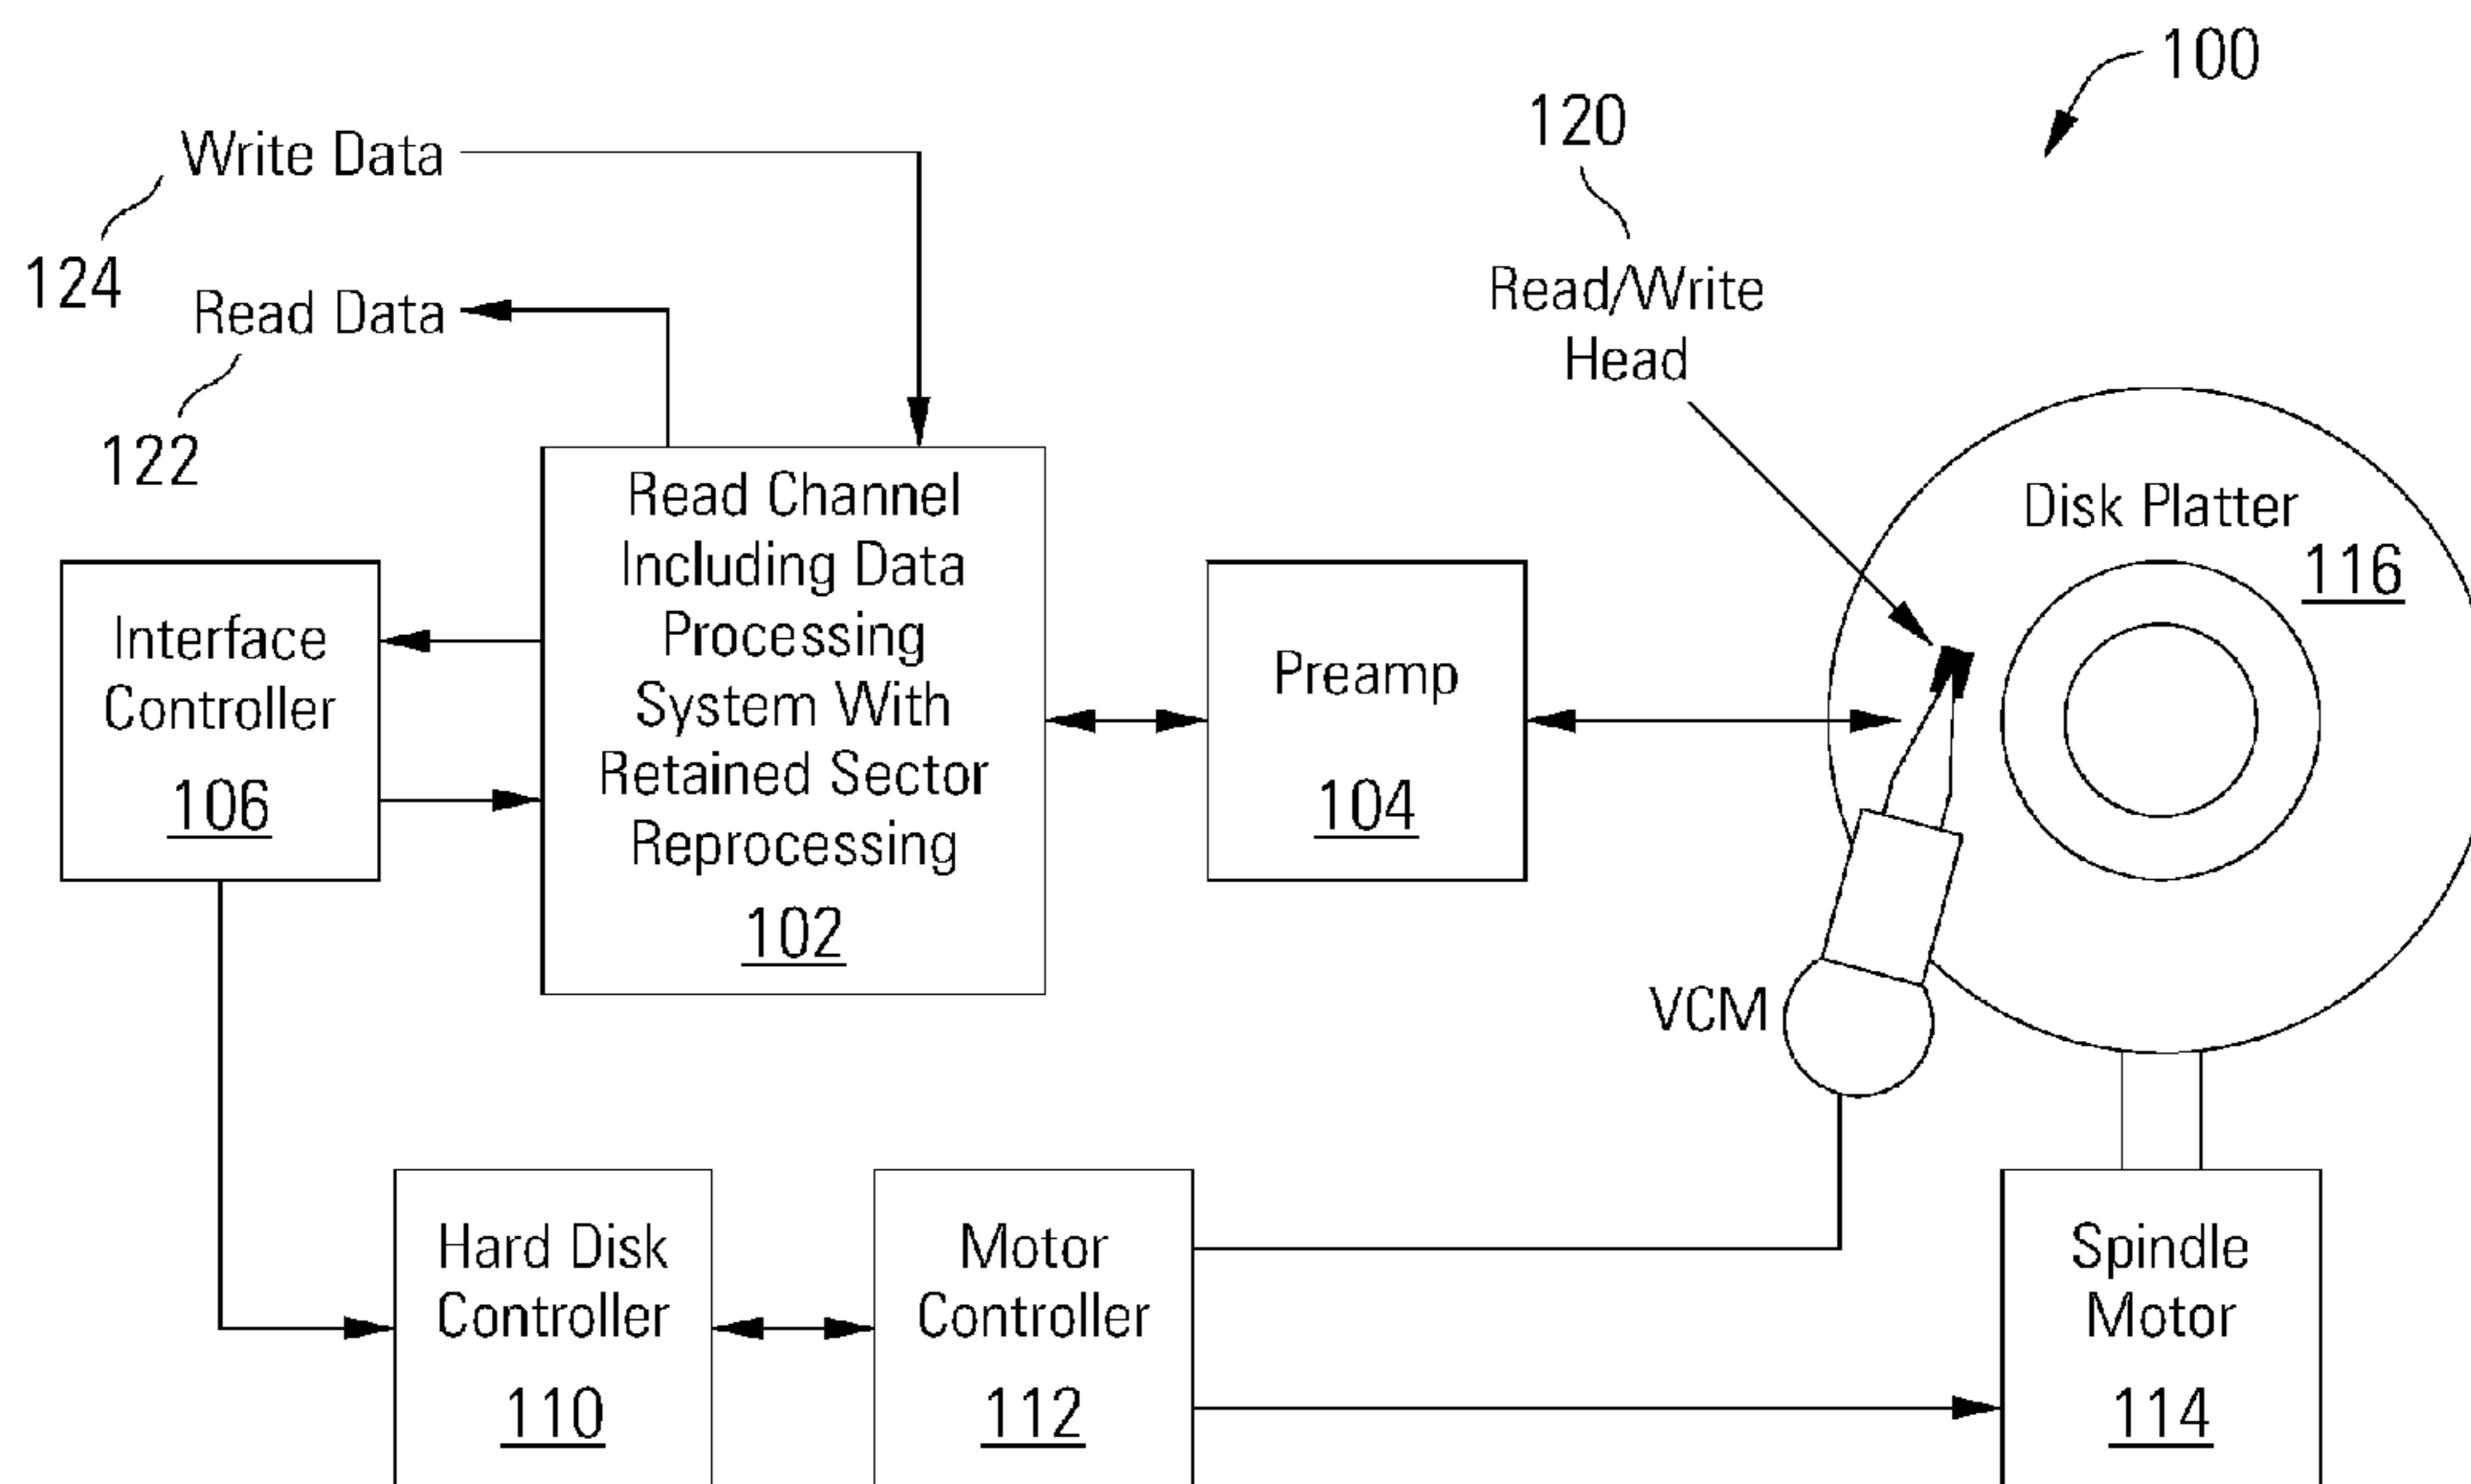 100
120
Write Data
124
Read/Write
Head
Read Data
122
Read Channel
Including Data
Processing
System With
Retained Sector
Reprocessing
102
Disk Platter
116
Interface
Controller
106
Preamp
104
VCM
Hard Disk
Controller
110
Motor
Controller
112
Spindle
Motor
114